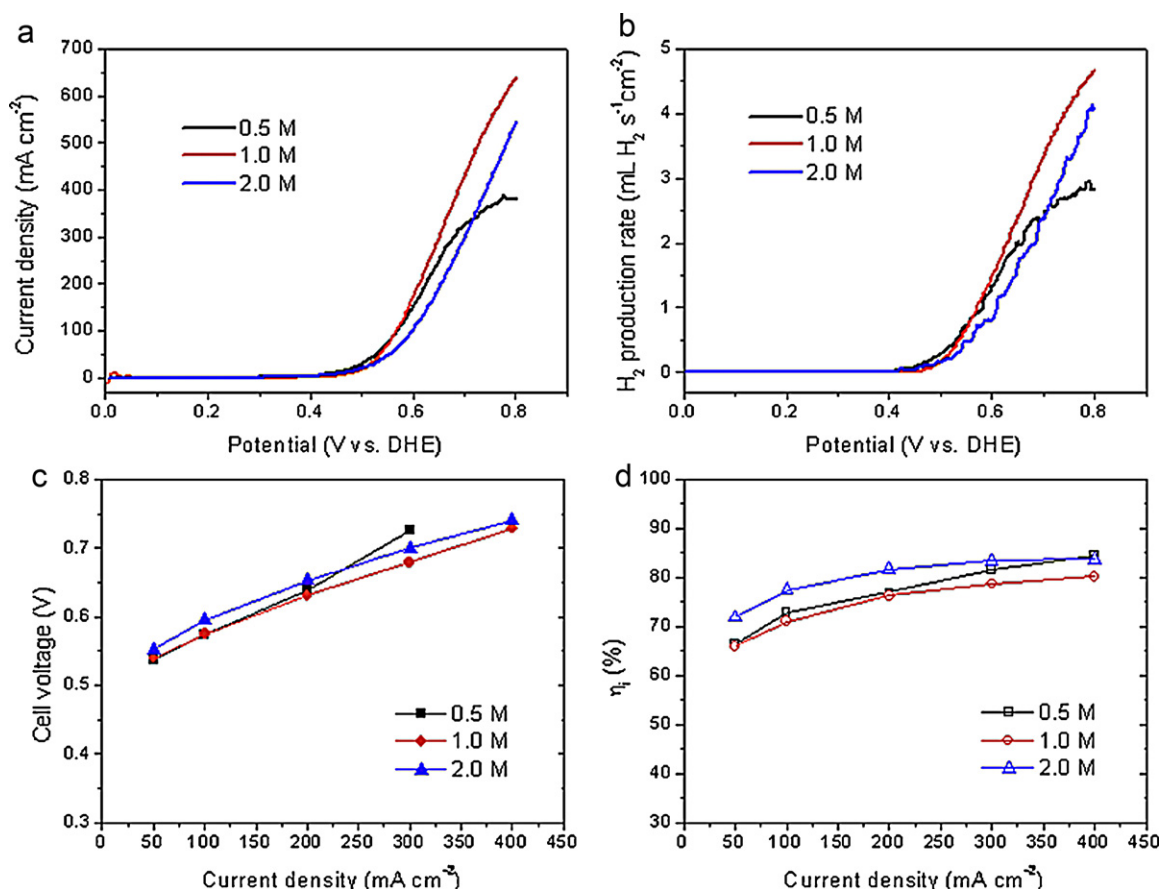 a
700
600
500
400
300
200
100
0
Current density (mA cm⁻²)
0.5 M
1.0 M
2.0 M
0.0 0.2 0.4 0.6 0.8
Potential (V vs. DHE)
b
5
4
3
2
1
0
H₂ production rate (mL H₂ s⁻¹cm⁻²)
0.5 M
1.0 M
2.0 M
0.0 0.2 0.4 0.6 0.8
Potential (V vs. DHE)
c
0.8
0.7
0.6
0.5
0.4
0.3
Cell voltage (V)
0.5 M
1.0 M
2.0 M
0 50 100 150 200 250 300 350 400 450
Current density (mA cm⁻²)
d
100
90
80
70
60
50
40
30
ηᵢ (%)
0.5 M
1.0 M
2.0 M
0 50 100 150 200 250 300 350 400 450
Current density (mA cm⁻²)